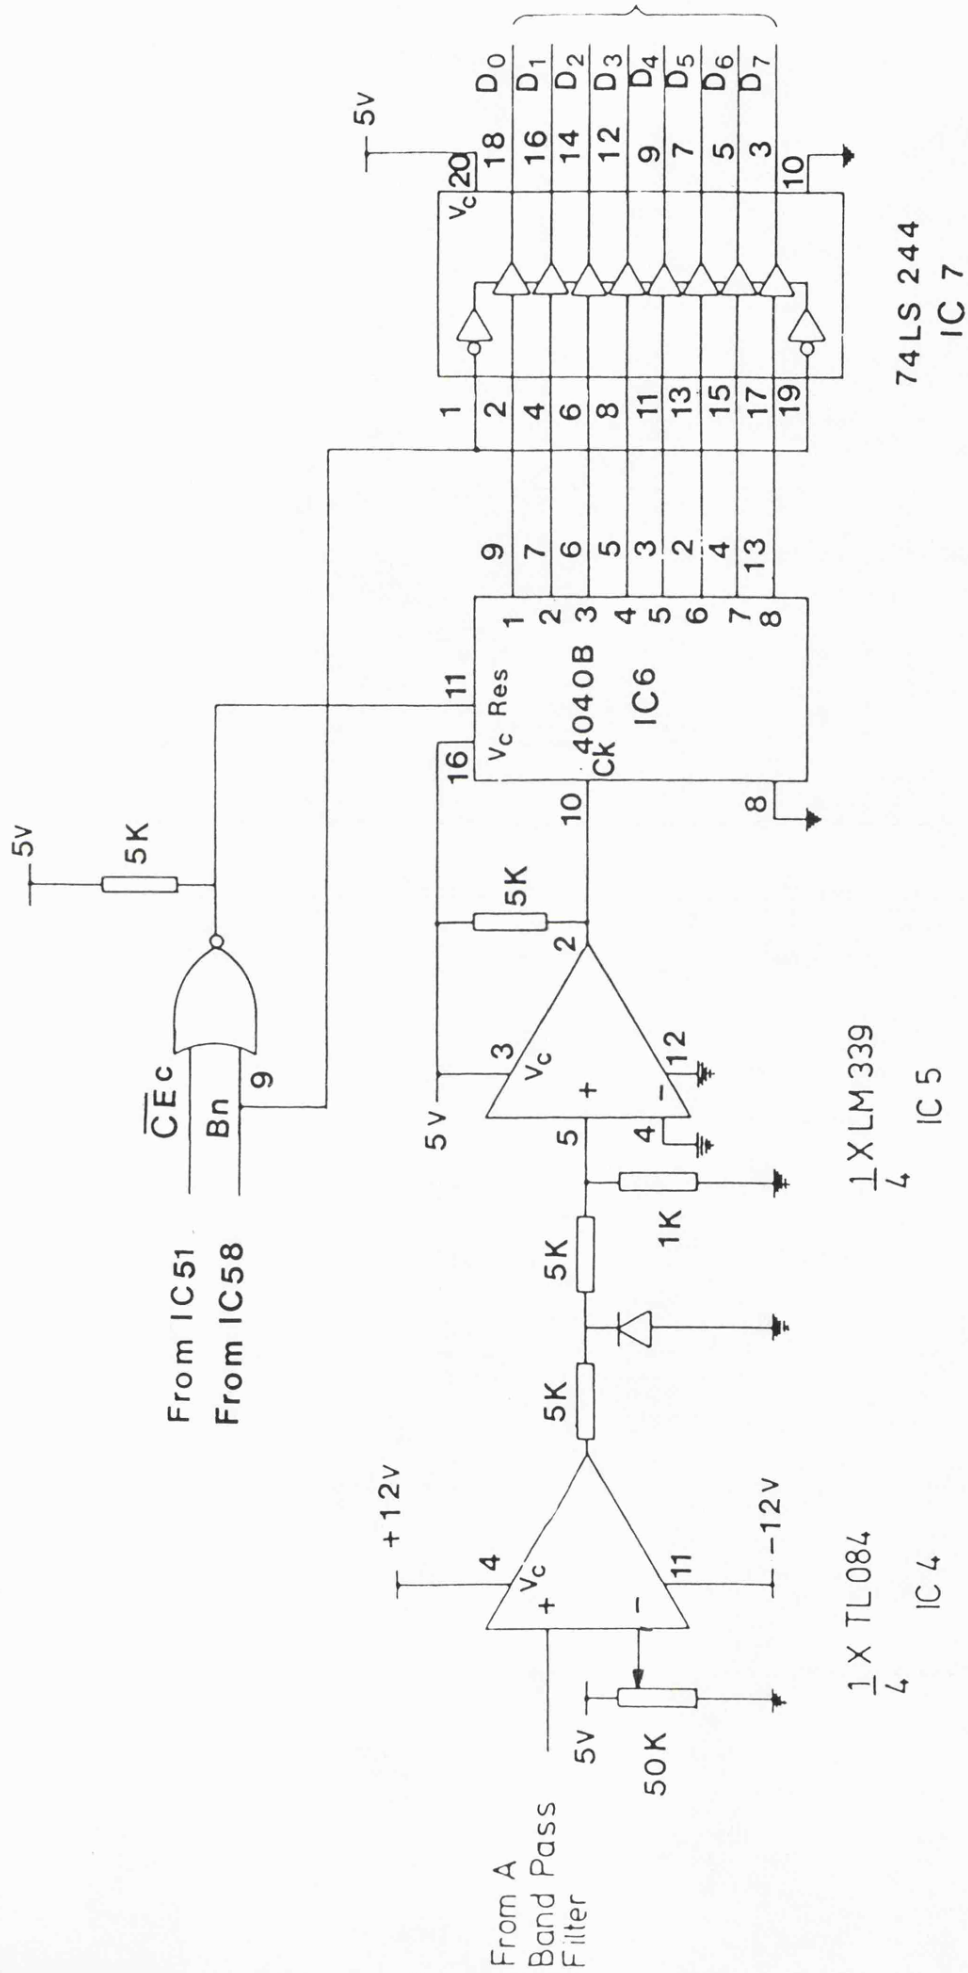 5V
5K
C̅E̅c
Bn
9
From IC51
From IC58
5V
5V
5K
3
Vc
+
−
5
4
12
2
10
16
11
Vc Res
4040B
Ck
IC6
8
1
2
3
4
5
6
7
8
9
7
6
5
3
2
4
13
1
2
4
6
8
11
13
15
17
19
Vc
20
10
18
16
14
12
9
7
5
3
D0
D1
D2
D3
D4
D5
D6
D7
74LS 244
IC 7
From A
Band Pass
Filter
+12V
4
Vc
+
−
11
−12V
5V
50K
5K
5K
1K
1/4 X TL084
IC 4
1/4 X LM339
IC 5